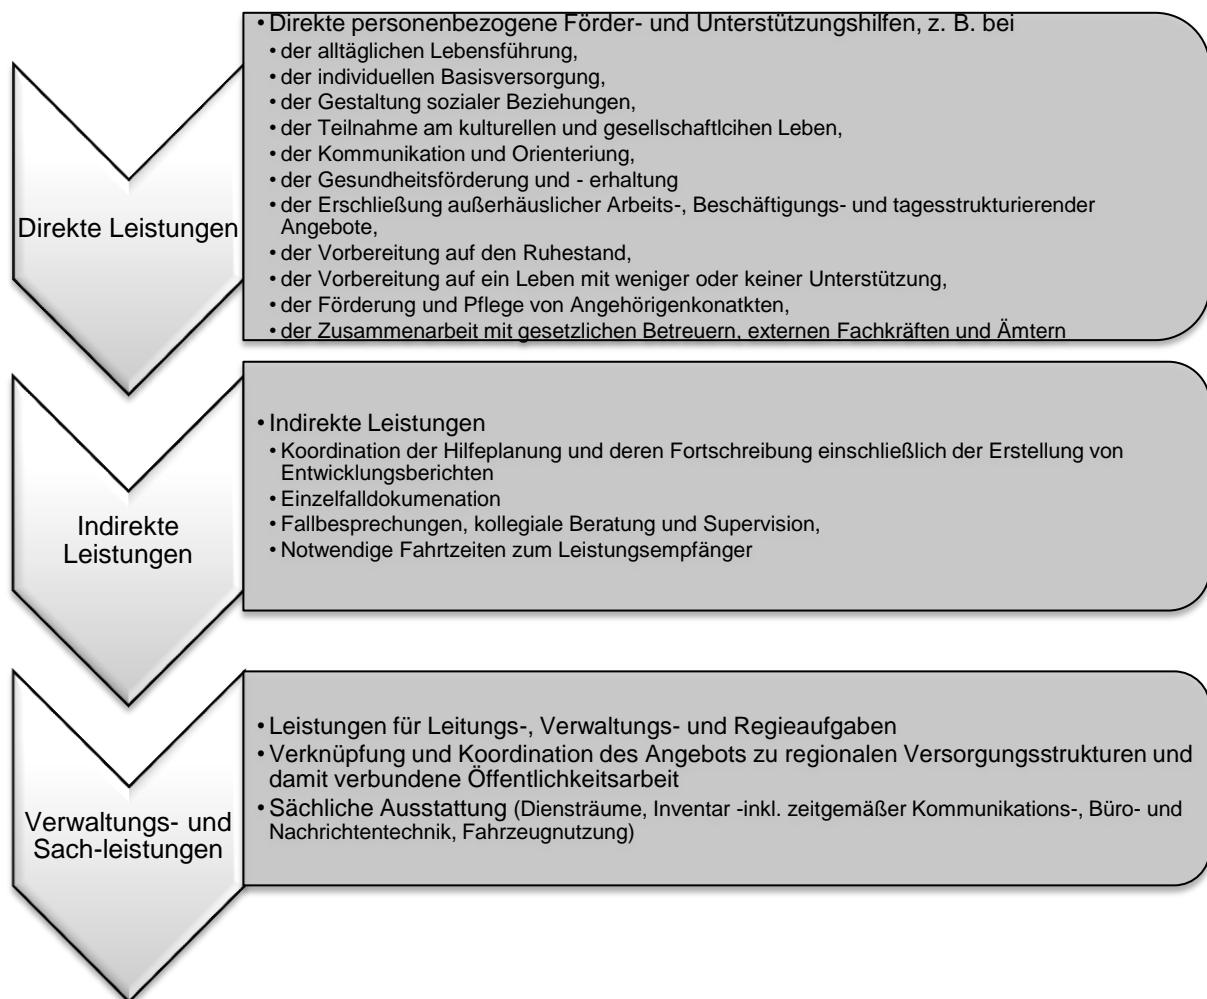 • Direkte personenbezogene Förder- und Unterstützungshilfen, z. B. bei
• der alltäglichen Lebensführung,
• der individuellen Basisversorgung,
• der Gestaltung sozialer Beziehungen,
• der Teilnahme am kulturellen und gesellschaftlcihen Leben,
• der Kommunikation und Orienteriung,
• der Gesundheitsförderung und - erhaltung
• der Erschließung außerhäuslicher Arbeits-, Beschäftigungs- und tagesstrukturierender
Angebote,
• der Vorbereitung auf den Ruhestand,
• der Vorbereitung auf ein Leben mit weniger oder keiner Unterstützung,
• der Förderung und Pflege von Angehörigenkonatkten,
• der Zusammenarbeit mit gesetzlichen Betreuern, externen Fachkräften und Ämtern
Direkte Leistungen
• Indirekte Leistungen
• Koordination der Hilfeplanung und deren Fortschreibung einschließlich der Erstellung von
Entwicklungsberichten
• Einzelfalldokumenation
• Fallbesprechungen, kollegiale Beratung und Supervision,
• Notwendige Fahrtzeiten zum Leistungsempfänger
Indirekte
Leistungen
• Leistungen für Leitungs-, Verwaltungs- und Regieaufgaben
• Verknüpfung und Koordination des Angebots zu regionalen Versorgungsstrukturen und
damit verbundene Öffentlichkeitsarbeit
• Sächliche Ausstattung (Diensträume, Inventar -inkl. zeitgemäßer Kommunikations-, Büro- und
Nachrichtentechnik, Fahrzeugnutzung)
Verwaltungs- und
Sach-leistungen